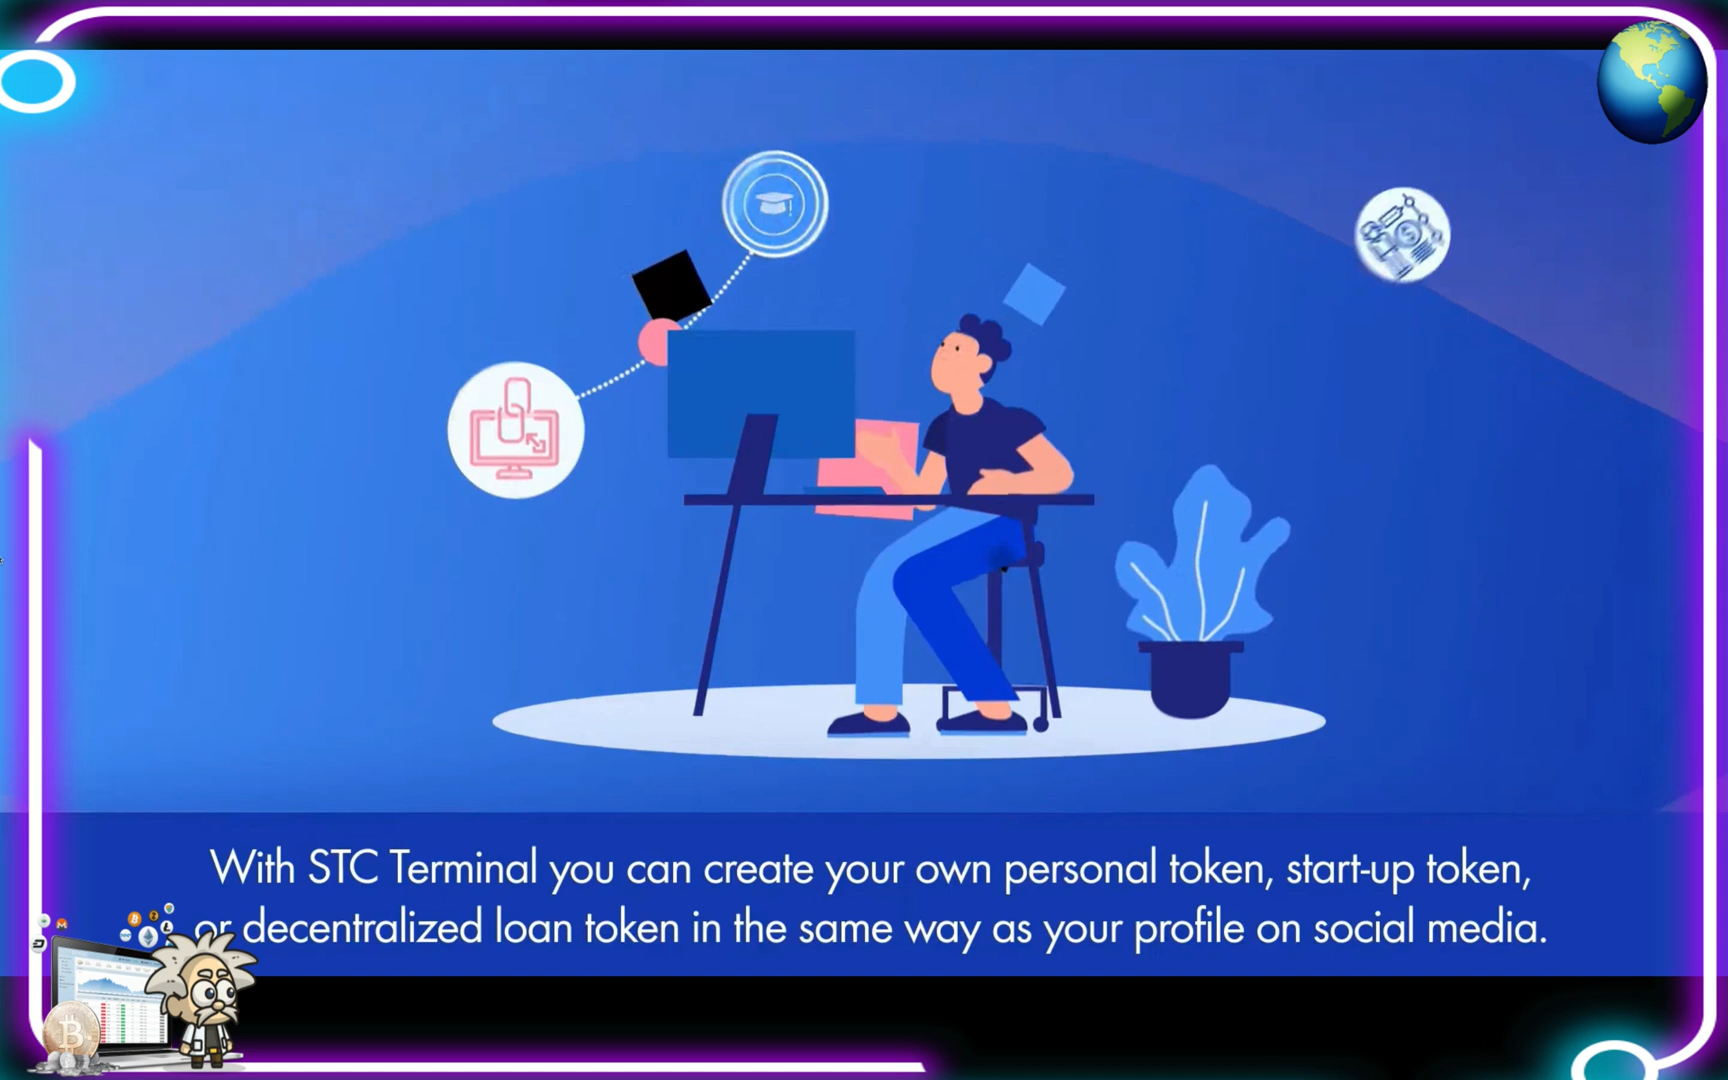 With STC Terminal you can create your own personal token, start-up token,
or decentralized loan token in the same way as your profile on social media.